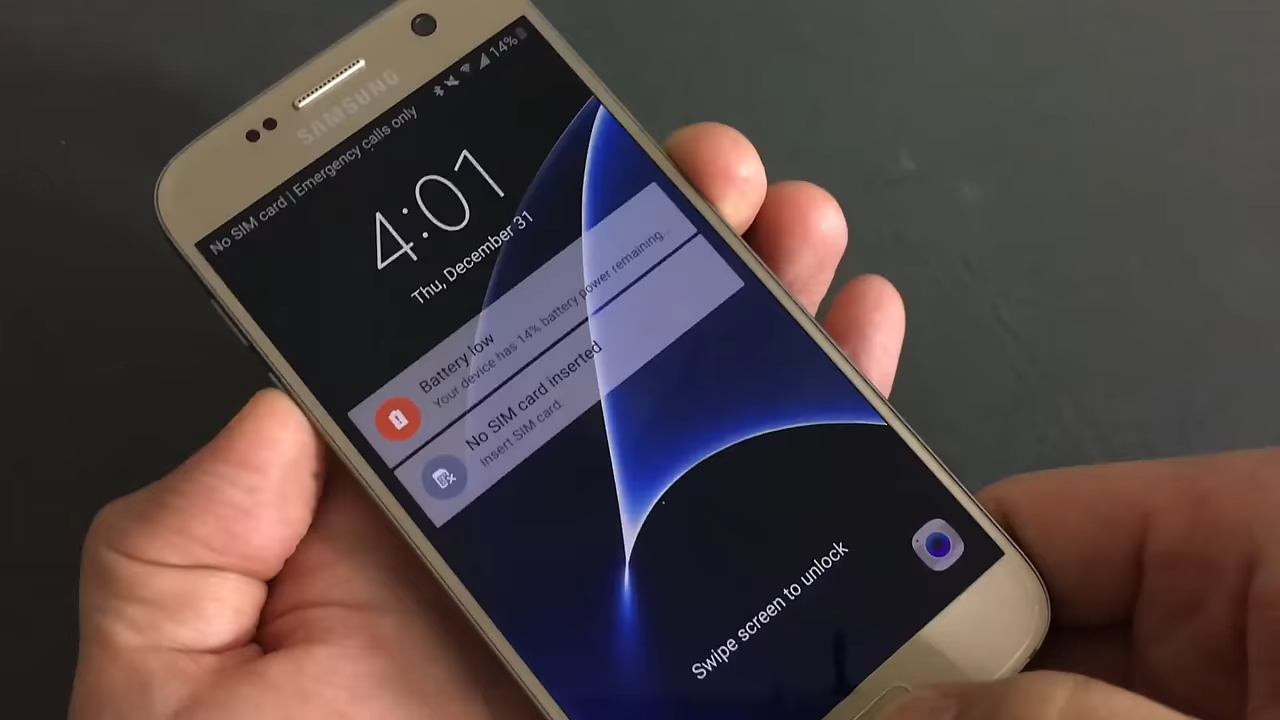 SAMSUNG
14%
No SIM card | Emergency calls only
4:01
Thu, December 31
Battery low
Your device has 14% battery power remaining...
No SIM card inserted
Insert SIM card.
Swipe screen to unlock